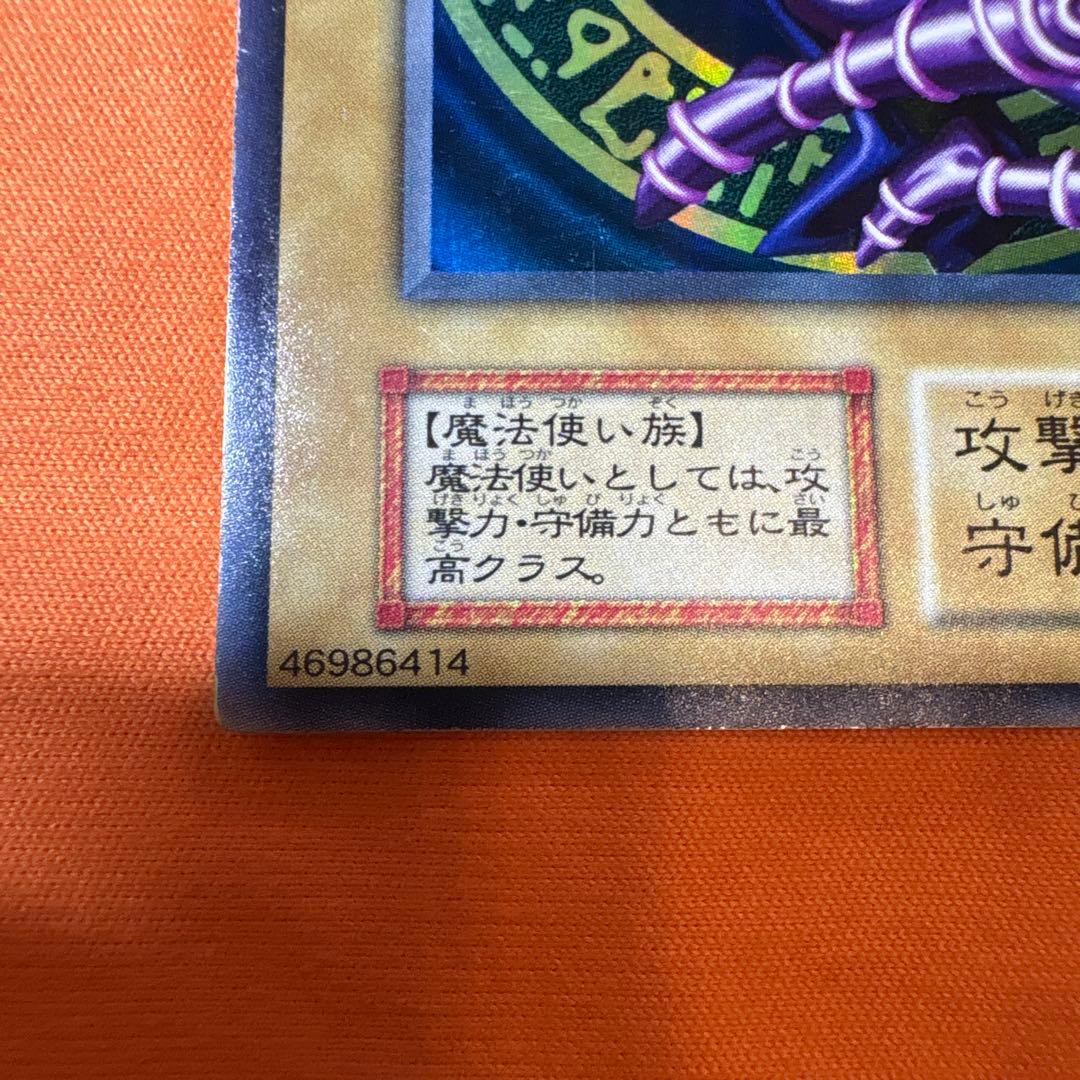 【魔法使い族】
魔法使いとしては、攻
撃力・守備力ともに最
高クラス。
攻撃
守備
46986414